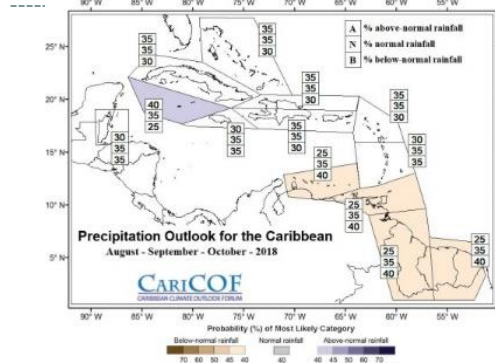 25°N
20°N
15°N
10°N
5°N
A % above-normal rainfall
N % normal rainfall
B % below-normal rainfall
35
35
30
35
35
30
40
35
25
35
35
30
35
35
30
30
35
35
30
35
35
35
35
30
30
35
35
25
35
40
25
35
40
25
35
40
25
35
40
Precipitation Outlook for the Caribbean
August - September - October - 2018
CARICOF
CARIBBEAN CLIMATE OUTLOOK FORUM
90°W 85°W 80°W 75°W 70°W 65°W 60°W 55°W
Probability (%) of Most Likely Category
Below-normal rainfall Normal rainfall Above-normal rainfall
70 60 50 45 40 40 40 45 50 60 70